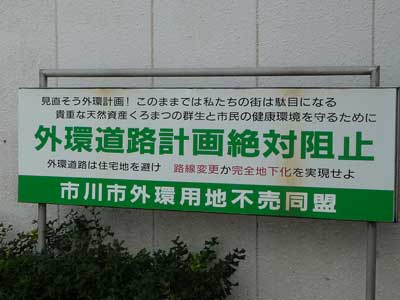 見直そう外環計画！このままでは私たちの街は駄目になる
貴重な天然資産くろまつの群生と市民の健康環境を守るために
外環道路計画絶対阻止
外環道路は住宅地を避け 路線変更か完全地下化を実現せよ
市川市外環用地不売同盟